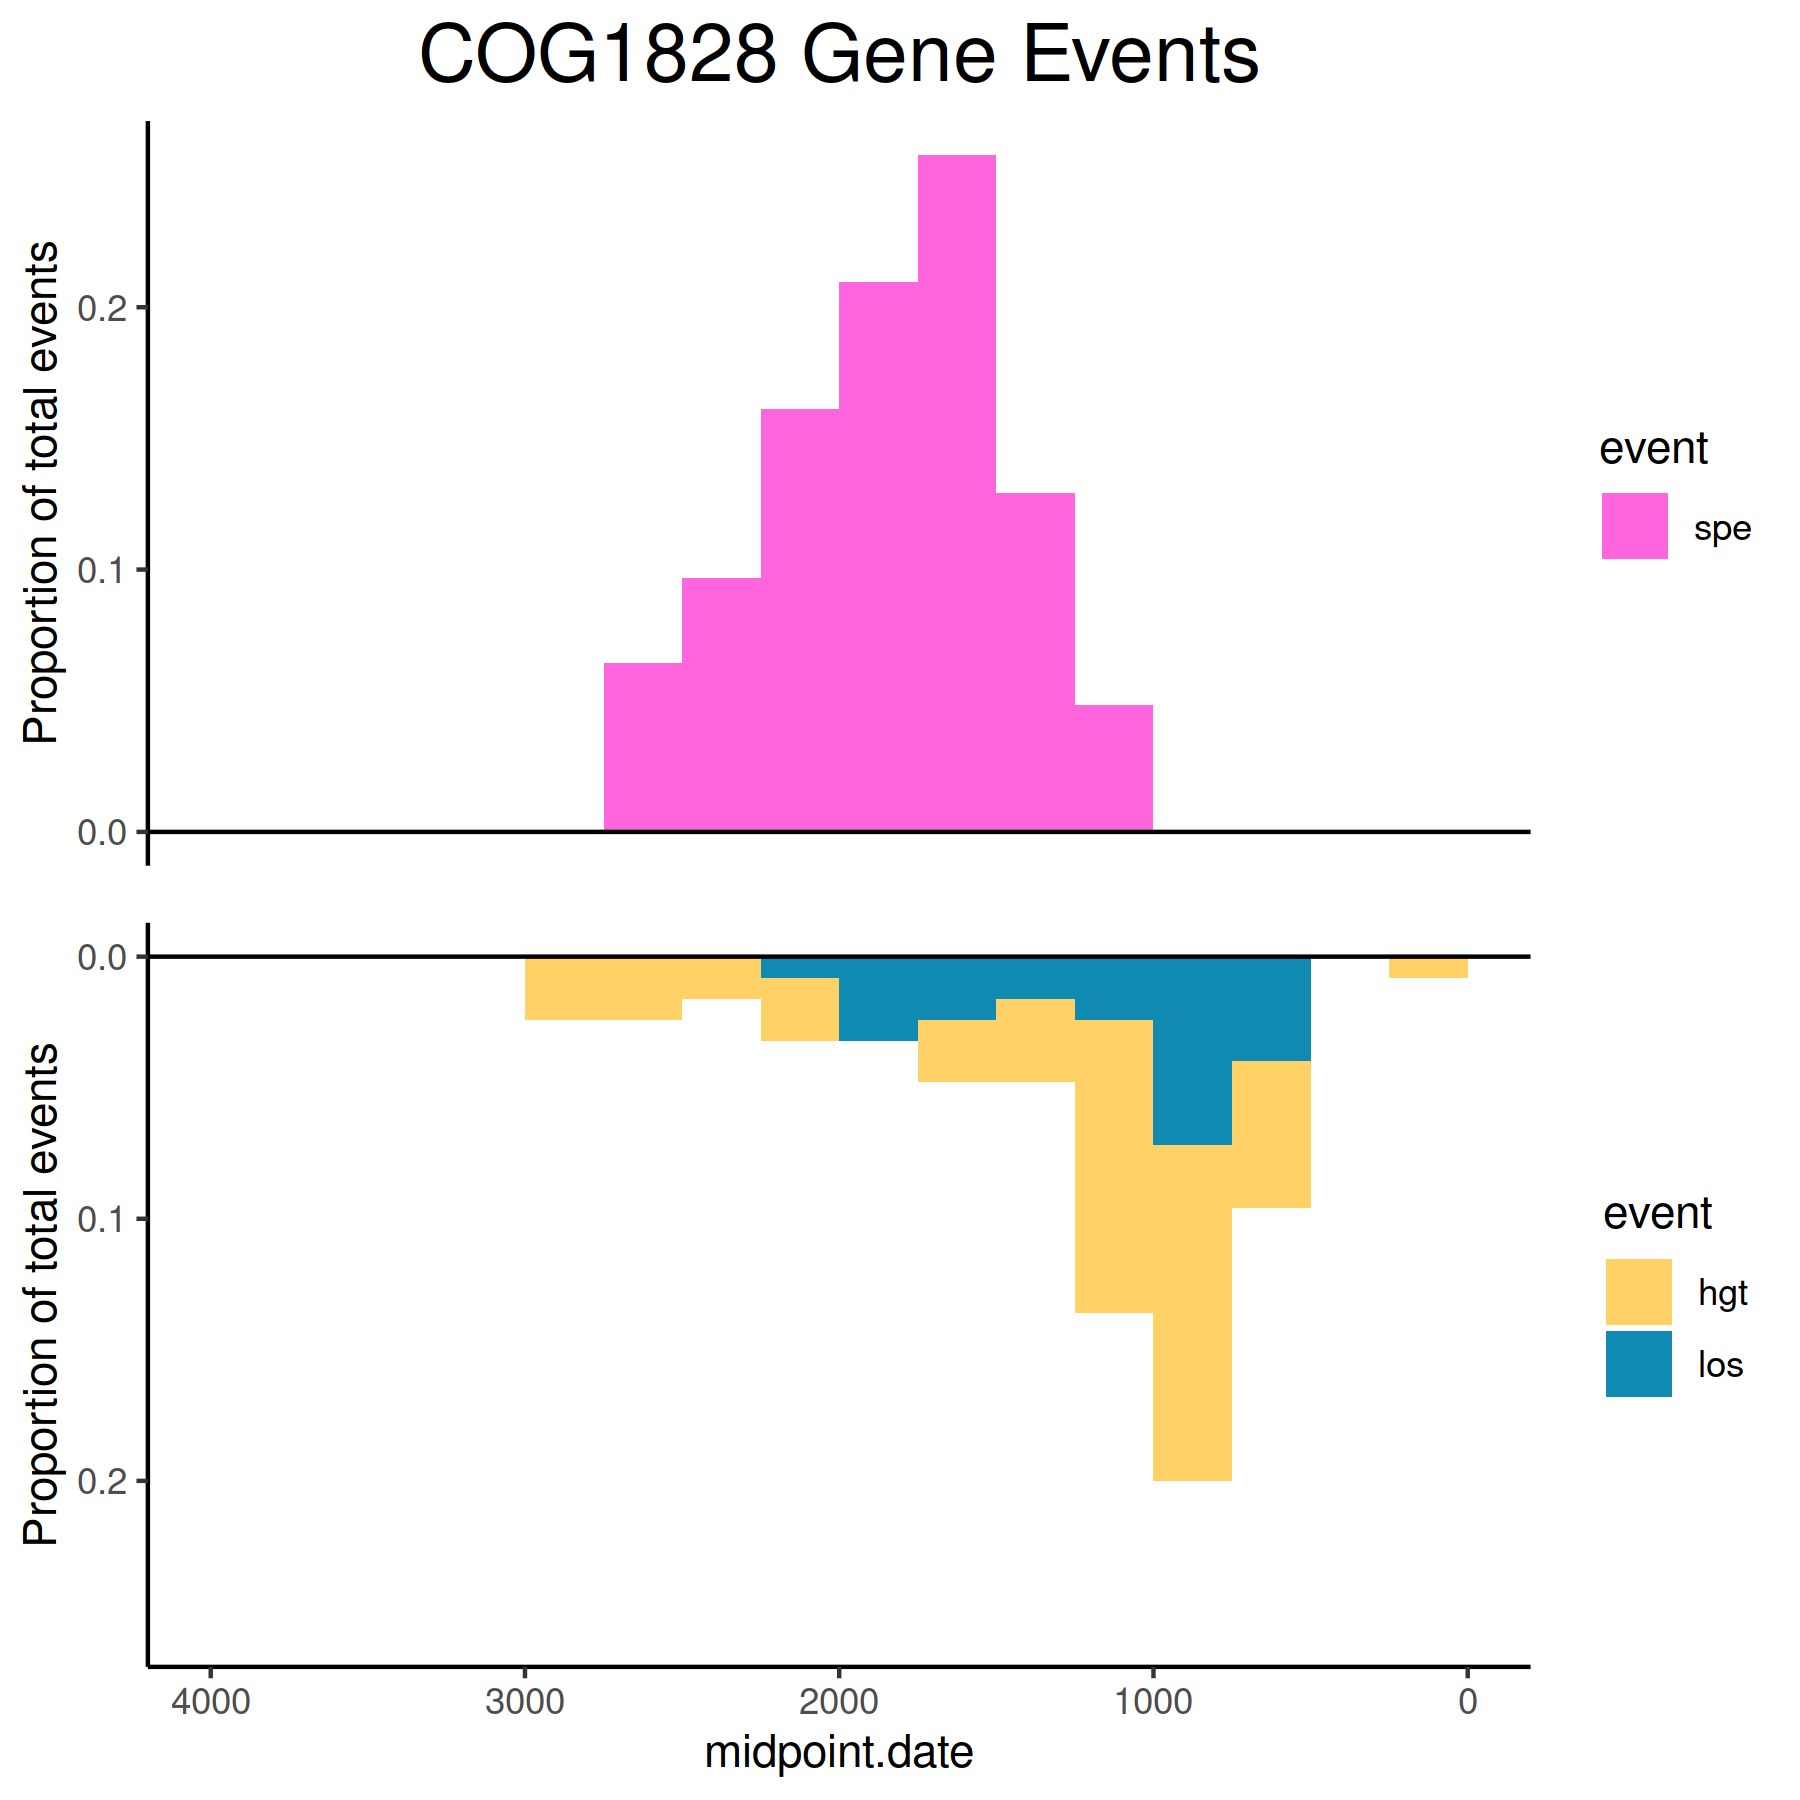 COG1828 Gene Events
Proportion of total events
0.2
0.1
0.0
event
spe
Proportion of total events
0.0
0.1
0.2
event
hgt
los
4000 3000 2000 1000 0
midpoint.date